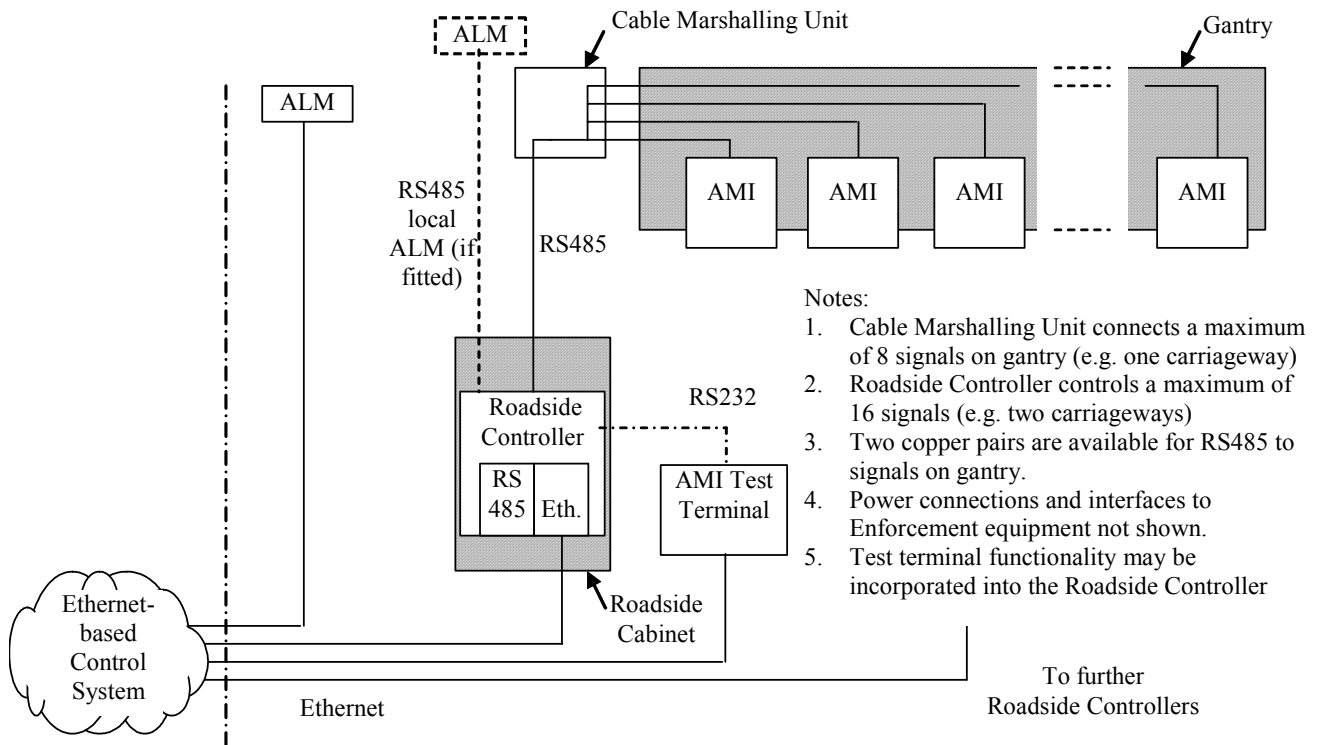 ALM
Cable Marshalling Unit
Gantry
ALM
AMI
AMI
AMI
AMI
RS485
local
ALM (if
fitted)
RS485
Notes:
1. Cable Marshalling Unit connects a maximum
of 8 signals on gantry (e.g. one carriageway)
2. Roadside Controller controls a maximum of
16 signals (e.g. two carriageways)
3. Two copper pairs are available for RS485 to
signals on gantry.
4. Power connections and interfaces to
Enforcement equipment not shown.
5. Test terminal functionality may be
incorporated into the Roadside Controller
RS232
Roadside
Controller
RS
485
Eth.
AMI Test
Terminal
Roadside
Cabinet
Ethernet-
based
Control
System
Ethernet
To further
Roadside Controllers